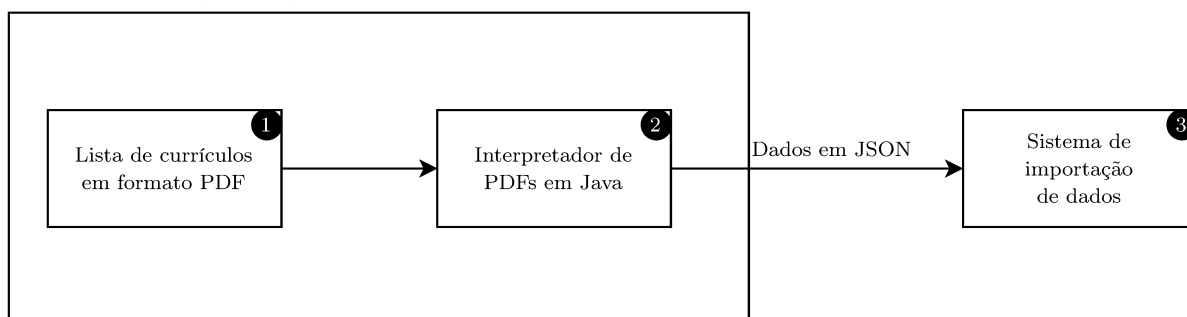 1
Lista de currículos
em formato PDF
2
Interpretador de
PDFs em Java
Dados em JSON
3
Sistema de
importação
de dados